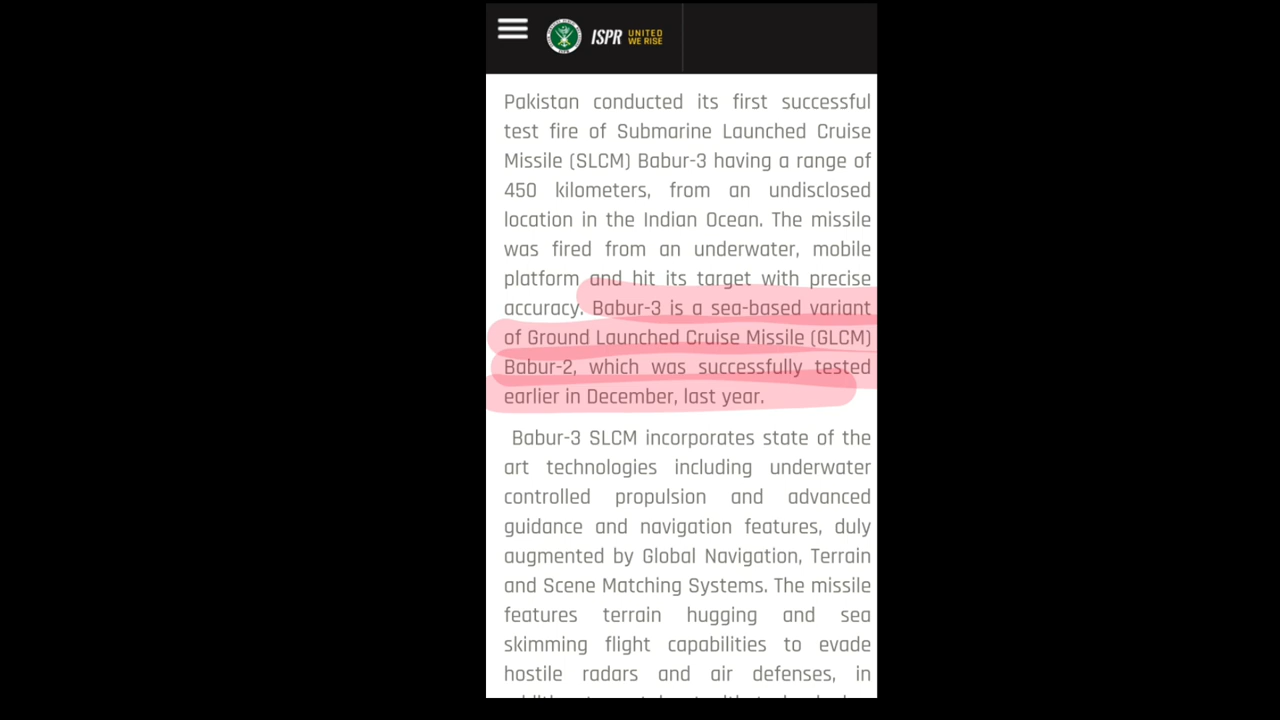 ISPR UNITED
WE RISE
Pakistan conducted its first successful
test fire of Submarine Launched Cruise
Missile (SLCM) Babur-3 having a range of
450 kilometers, from an undisclosed
location in the Indian Ocean. The missile
was fired from an underwater, mobile
platform and hit its target with precise
accuracy. Babur-3 is a sea-based variant
of Ground Launched Cruise Missile (GLCM)
Babur-2, which was successfully tested
earlier in December, last year.
Babur-3 SLCM incorporates state of the
art technologies including underwater
controlled propulsion and advanced
guidance and navigation features, duly
augmented by Global Navigation, Terrain
and Scene Matching Systems. The missile
features terrain hugging and sea
skimming flight capabilities to evade
hostile radars and air defenses, in